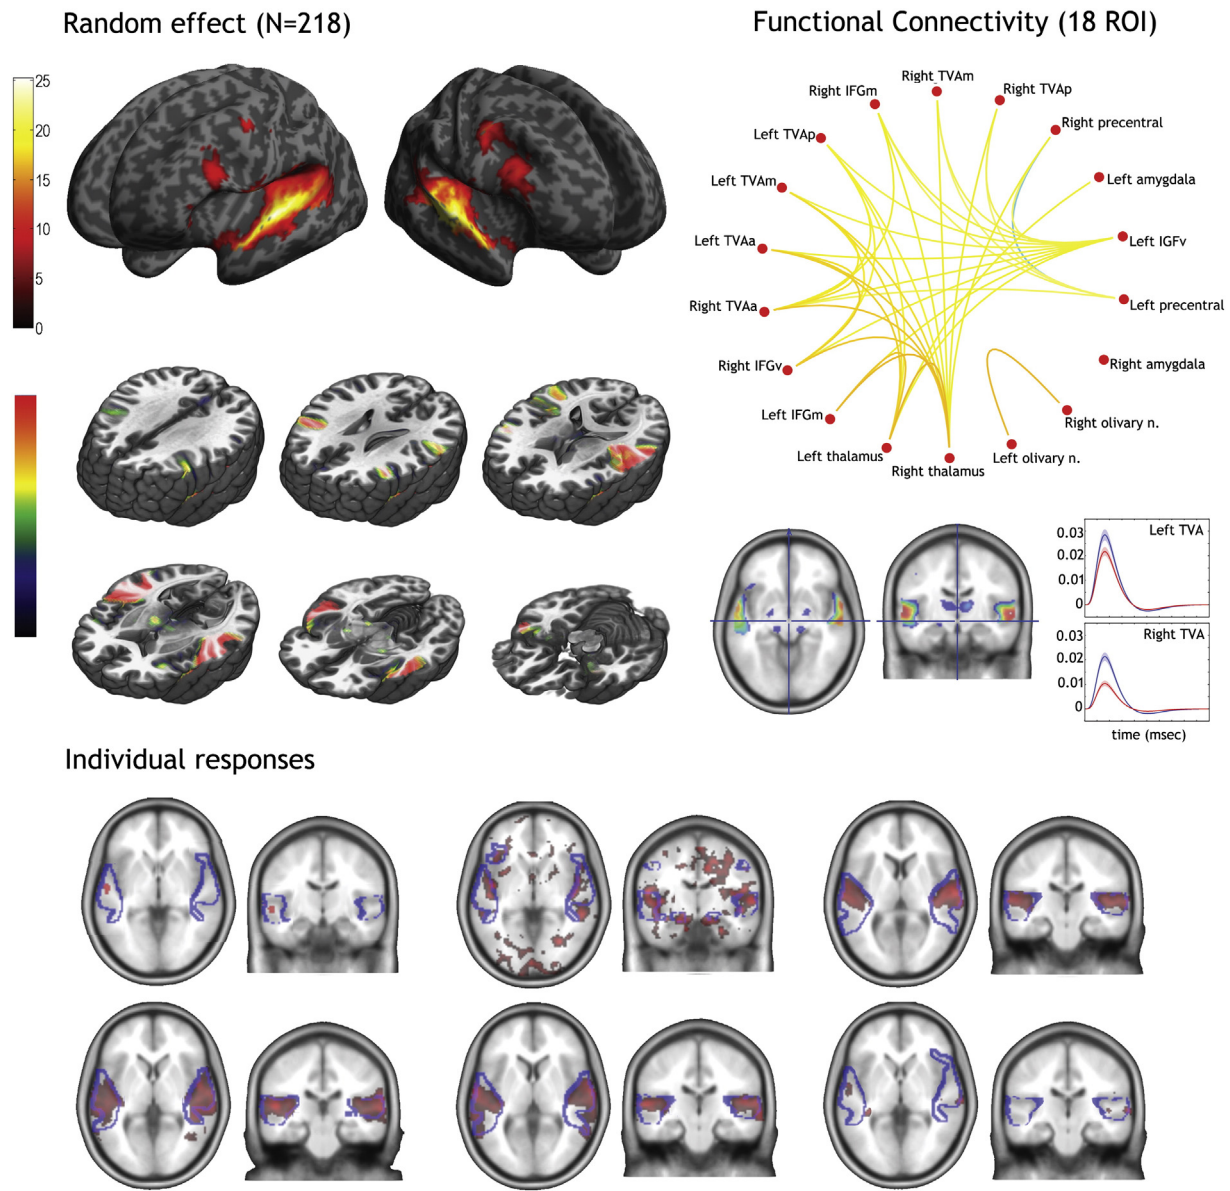 Random effect (N=218)
25
20
15
10
5
0
Functional Connectivity (18 ROI)
Right TVAm
Right IFGm
Right TVAp
Left TVAp
Right precentral
Left TVAm
Left amygdala
Left TVAa
Left IGFv
Right TVAa
Left precentral
Right IFGv
Right amygdala
Left IFGm
Right olivary n.
Left thalamus
Left olivary n.
Right thalamus
Left TVA
0.03
0.02
0.01
0
Right TVA
0.03
0.02
0.01
0
time (msec)
Individual responses